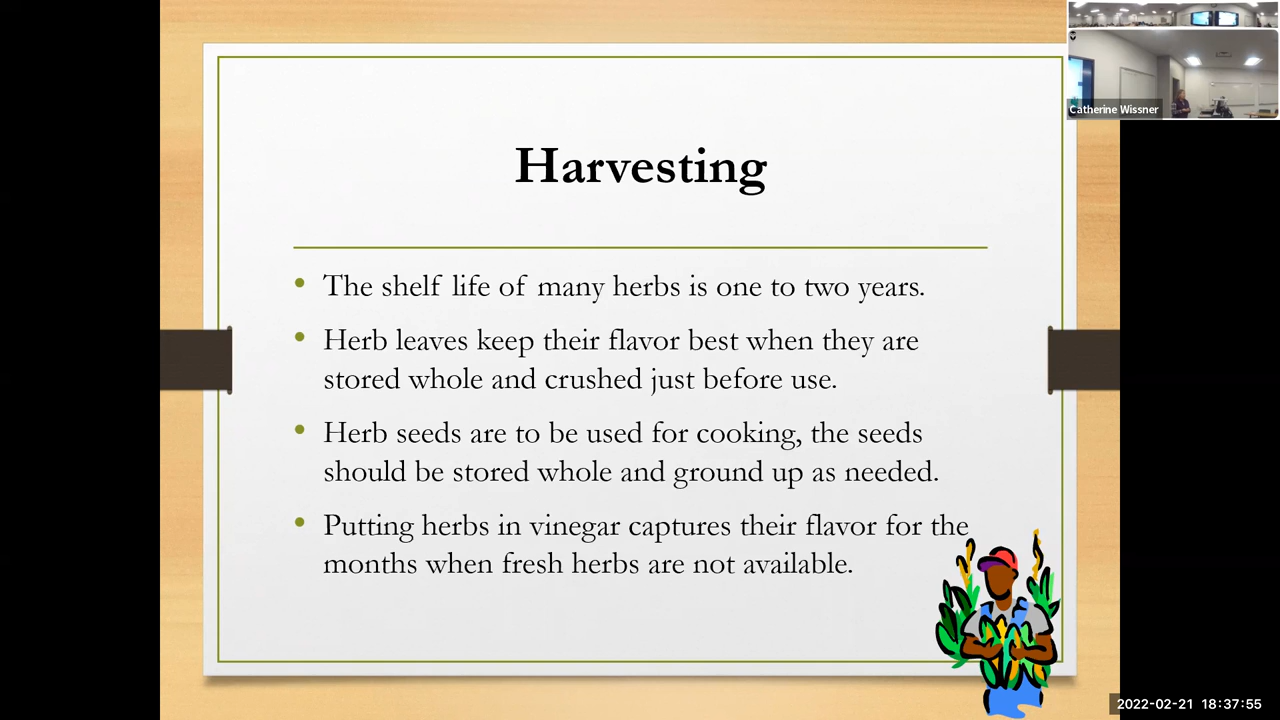 Harvesting
• The shelf life of many herbs is one to two years.
• Herb leaves keep their flavor best when they are
stored whole and crushed just before use.
• Herb seeds are to be used for cooking, the seeds
should be stored whole and ground up as needed.
• Putting herbs in vinegar captures their flavor for the
months when fresh herbs are not available.
Catherine Wissner
2022-02-21 18:37:55